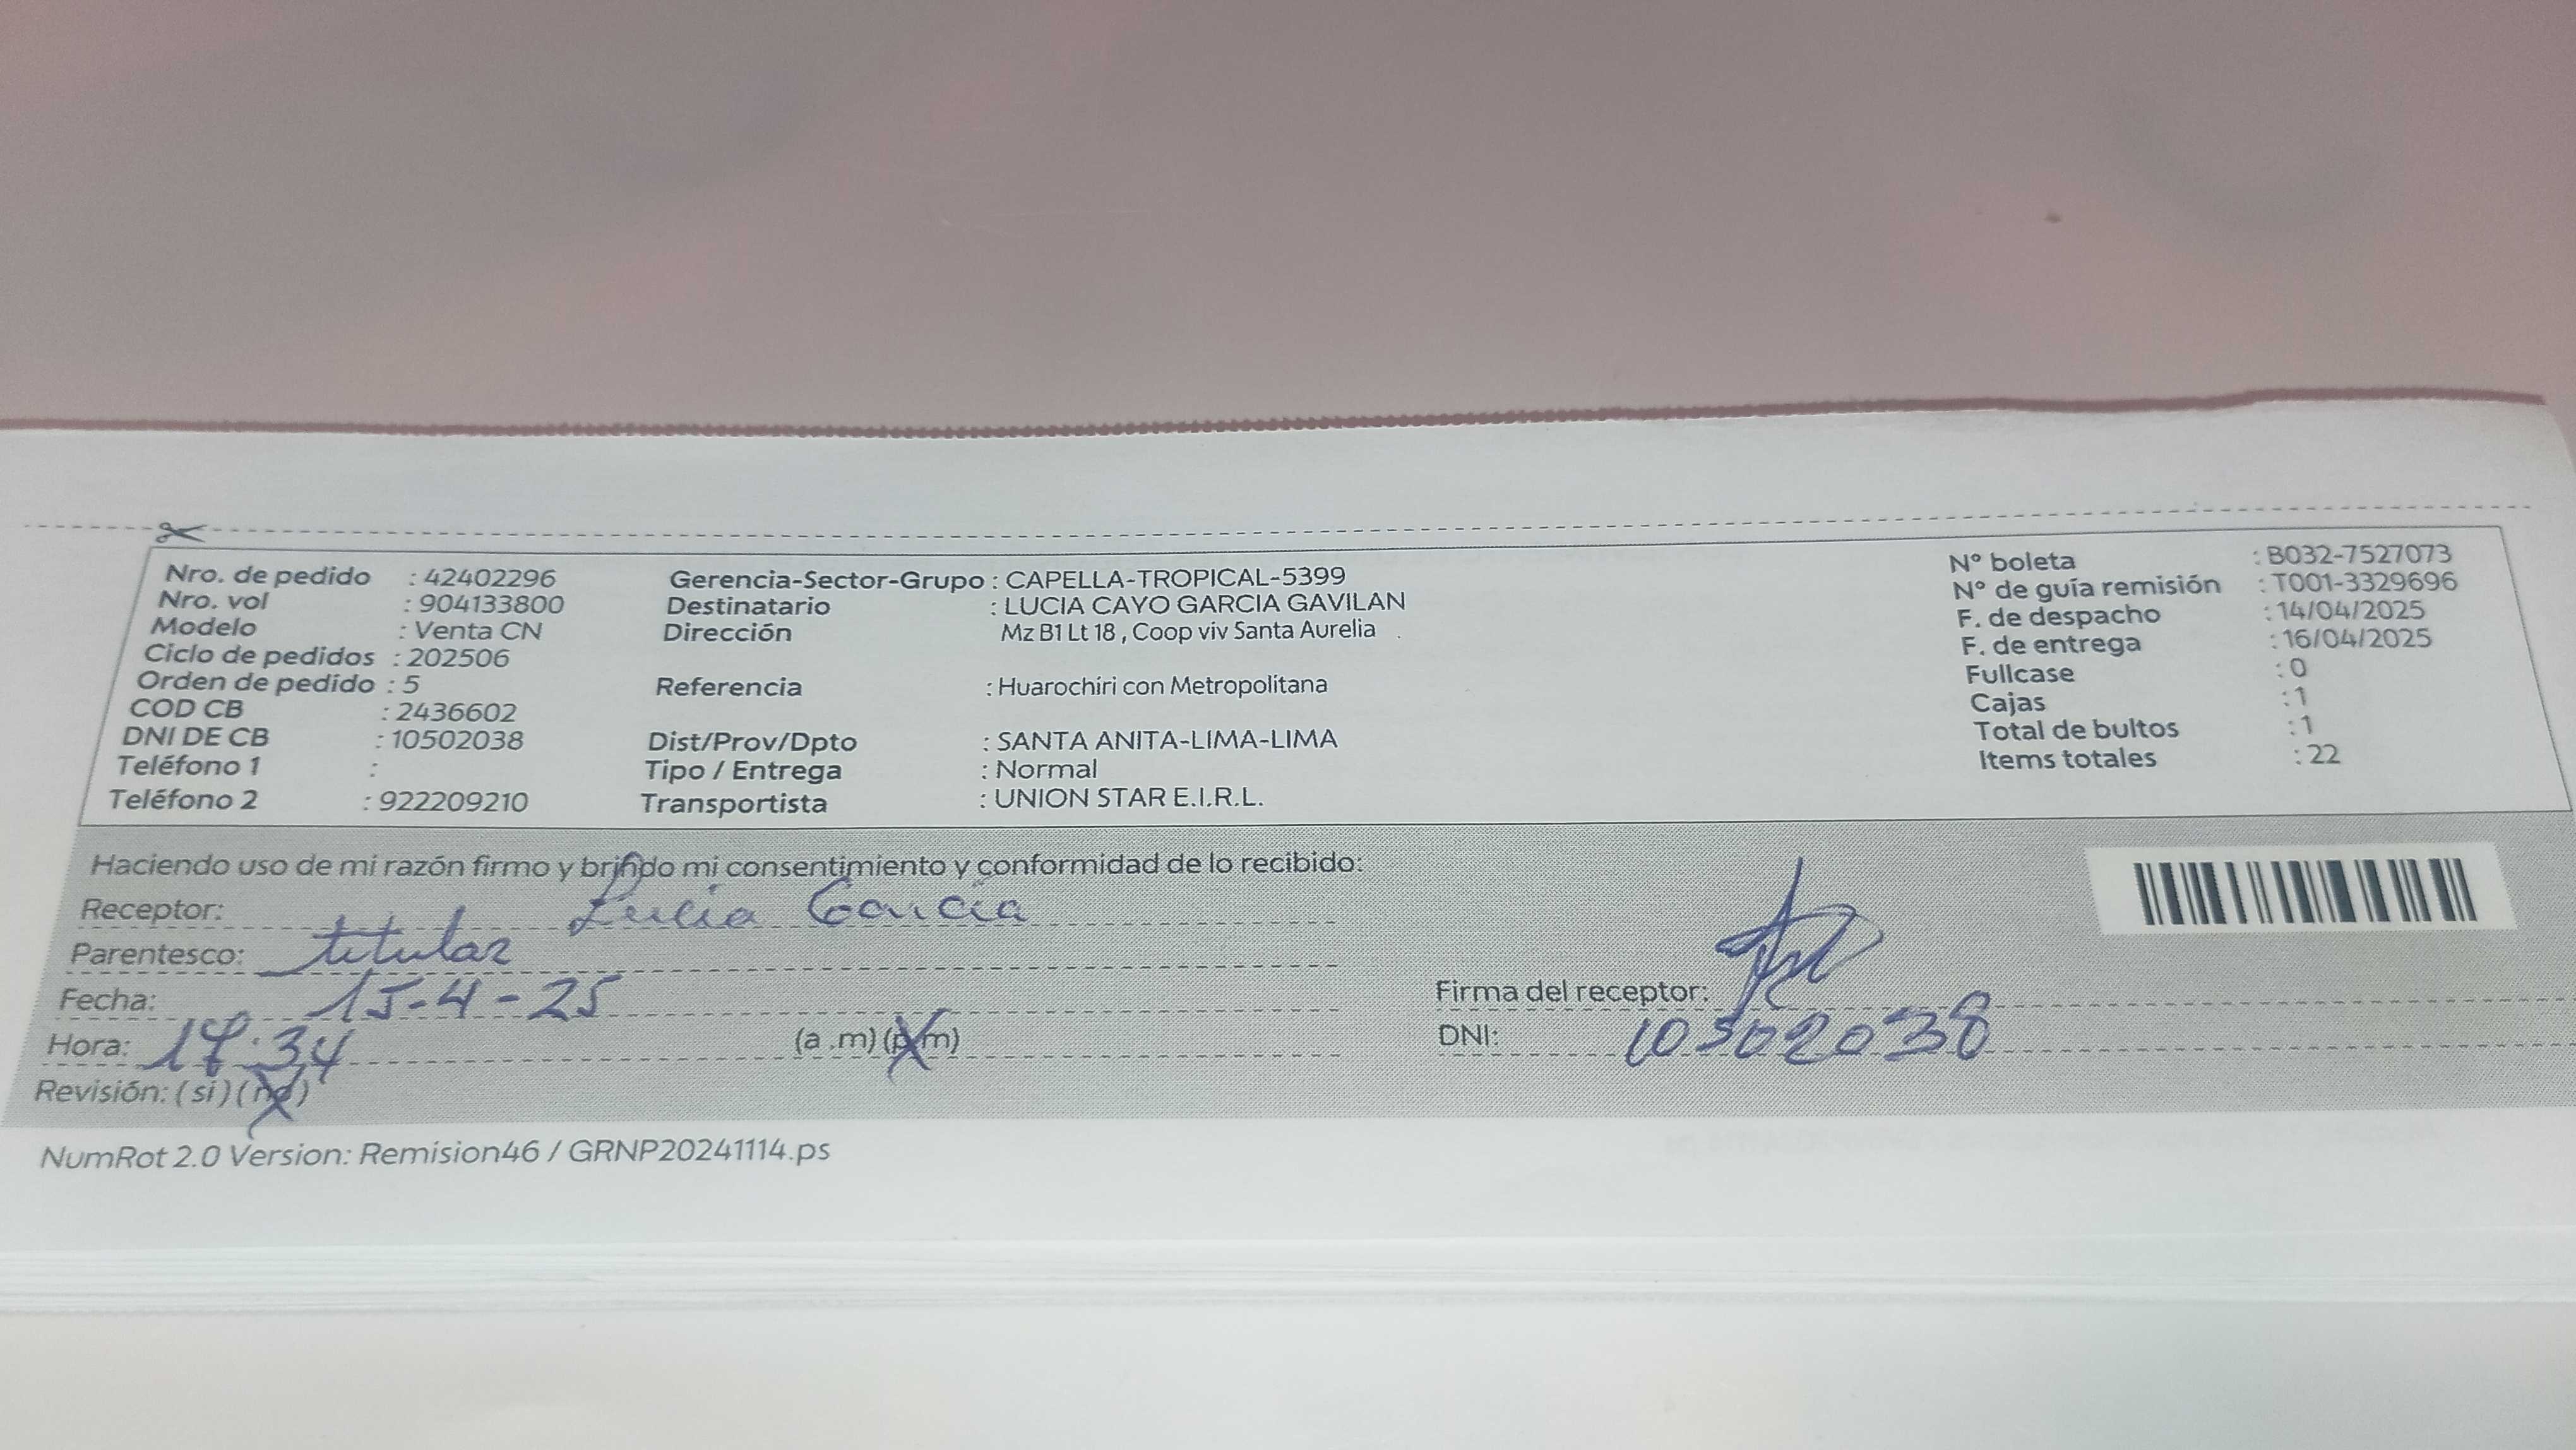 Nro. de pedido : 42402296
Nro. vol : 904133800
Modelo : Venta CN
Ciclo de pedidos : 202506
Orden de pedido : 5
COD CB : 2436602
DNI DE CB : 10502038
Teléfono 1 :
Teléfono 2 : 922209210
Gerencia-Sector-Grupo : CAPELLA-TROPICAL-5399
Destinatario : LUCIA CAYO GARCIA GAVILAN
Dirección Mz B1 Lt 18 , Coop viv Santa Aurelia .
Referencia : Huarochiri con Metropolitana
Dist/Prov/Dpto : SANTA ANITA-LIMA-LIMA
Tipo / Entrega : Normal
Transportista : UNION STAR E.I.R.L.
N° boleta : B032-7527073
N° de guía remisión : T001-3329696
F. de despacho : 14/04/2025
F. de entrega : 16/04/2025
Fullcase : 0
Cajas : 1
Total de bultos : 1
Items totales : 22
Haciendo uso de mi razón firmo y brindo mi consentimiento y conformidad de lo recibido:
Receptor: Lucia Garcia
Parentesco: titular
Fecha: 15-4-25
Hora: 17:34 (a .m) (p.m)
Revisión: ( si ) ( no )
Firma del receptor:
DNI: 10502038
NumRot 2.0 Version: Remision46 / GRNP20241114.ps